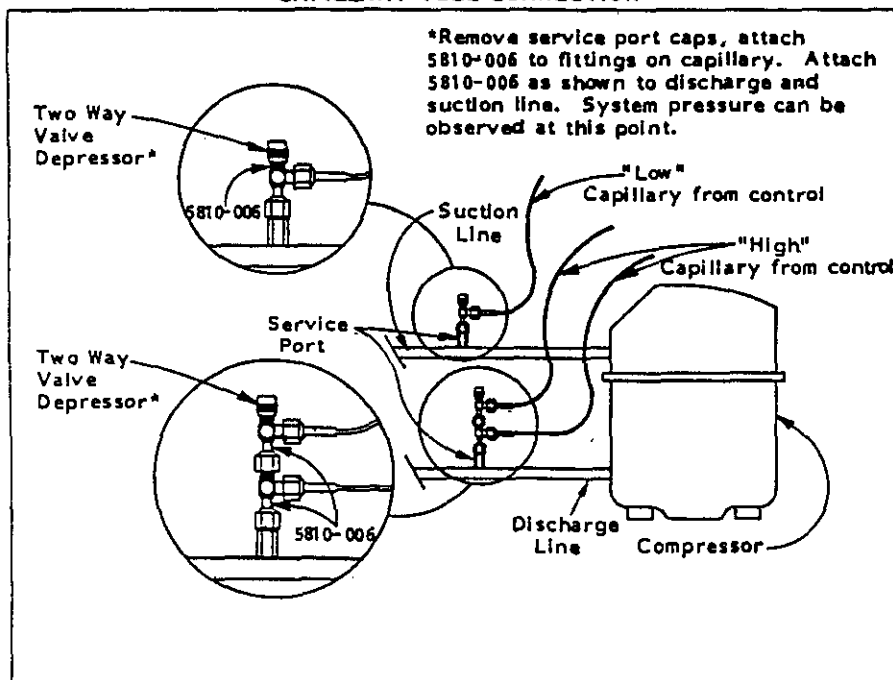 *Remove service port caps, attach
5810-006 to fittings on capillary. Attach
5810-006 as shown to discharge and
suction line. System pressure can be
observed at this point.
Two Way
Valve
Depressor*
5810-006
Suction
Line
"Low"
Capillary from control
"High"
Capillary from control
Service
Port
Two Way
Valve
Depressor*
5810-006
Discharge
Line
Compressor